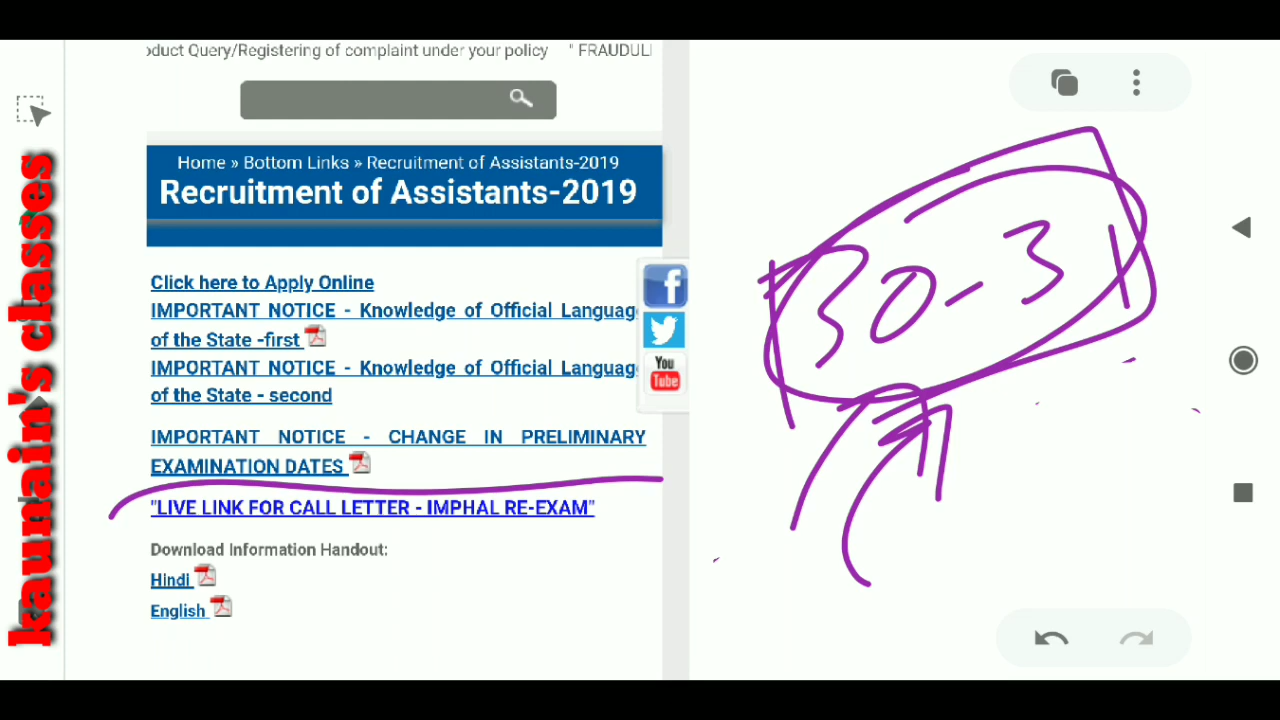 kaunain's classes
oduct Query/Registering of complaint under your policy " FRAUDUL
Home » Bottom Links » Recruitment of Assistants-2019
Recruitment of Assistants-2019
Click here to Apply Online
IMPORTANT NOTICE - Knowledge of Official Languag
of the State -first
IMPORTANT NOTICE - Knowledge of Official Languag
of the State - second
IMPORTANT NOTICE - CHANGE IN PRELIMINARY
EXAMINATION DATES
"LIVE LINK FOR CALL LETTER - IMPHAL RE-EXAM"
Download Information Handout:
Hindi
English
You
Tube
30-31